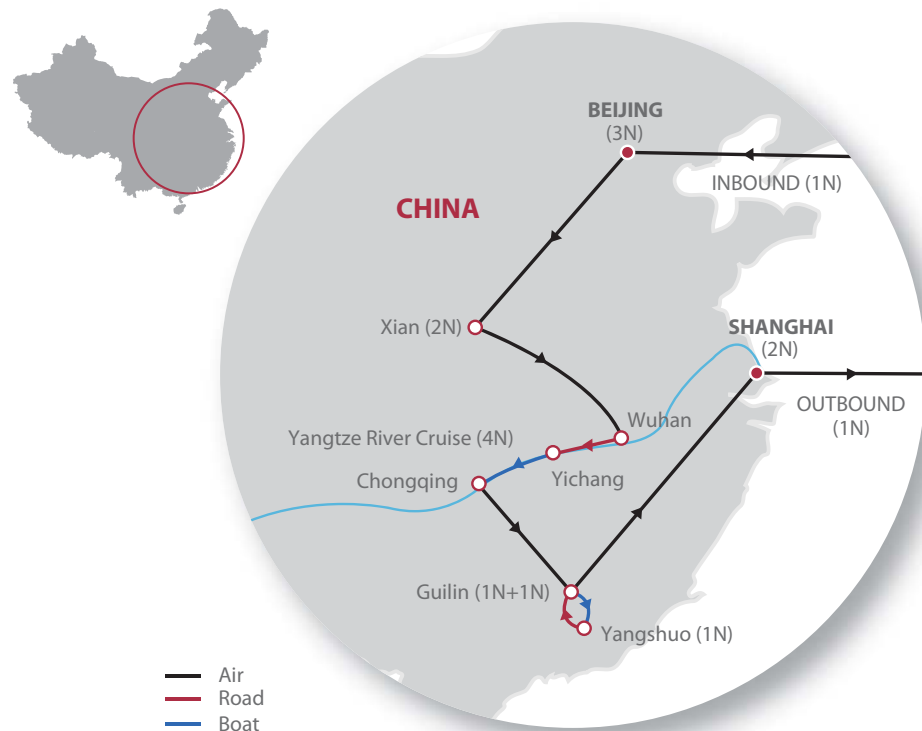 BEIJING
(3N)
INBOUND (1N)
CHINA
Xian (2N)
SHANGHAI
(2N)
OUTBOUND
(1N)
Wuhan
Yangtze River Cruise (4N)
Yichang
Chongqing
Guilin (1N+1N)
Yangshuo (1N)
Air
Road
Boat